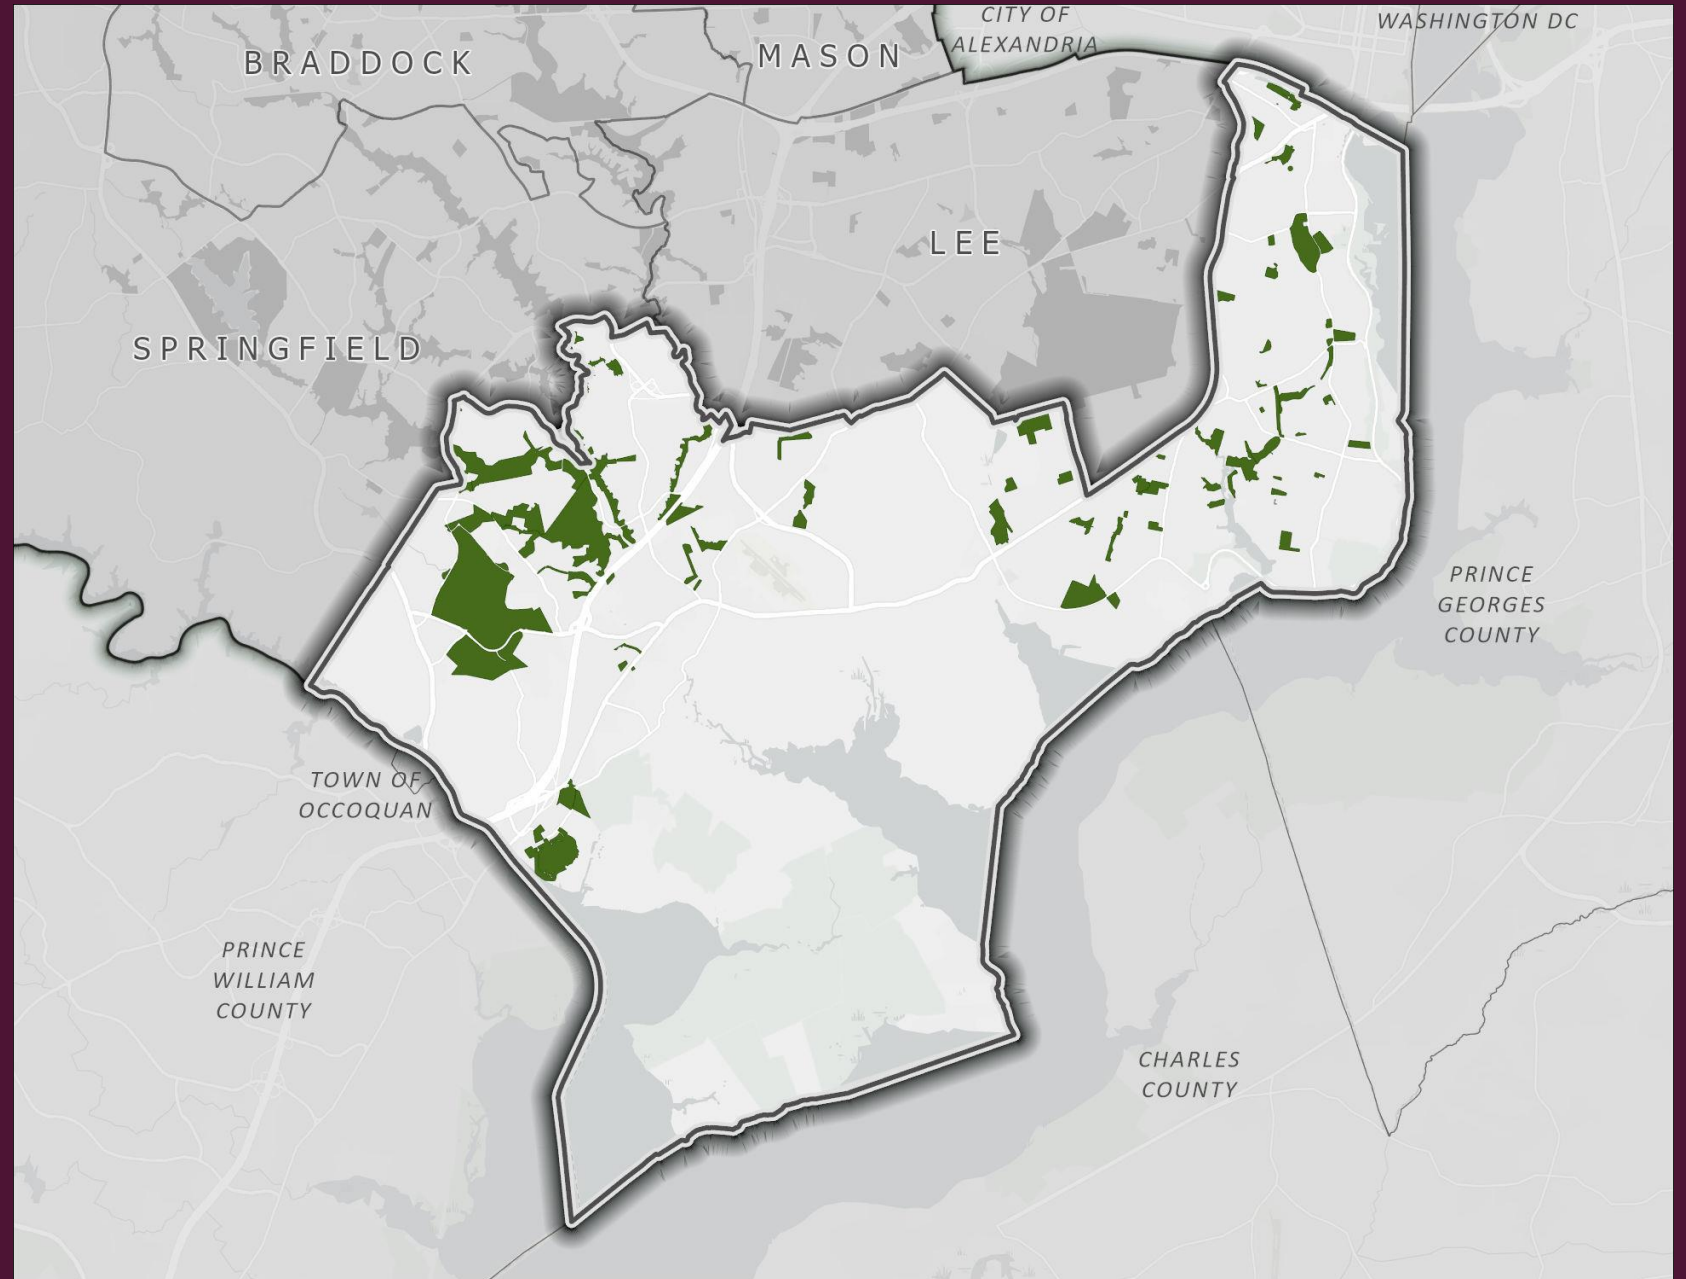 CITY OF
ALEXANDRIA
WASHINGTON DC
BRADDOCK
MASON
LEE
SPRINGFIELD
PRINCE
GEORGES
COUNTY
TOWN OF
OCCOQUAN
PRINCE
WILLIAM
COUNTY
CHARLES
COUNTY